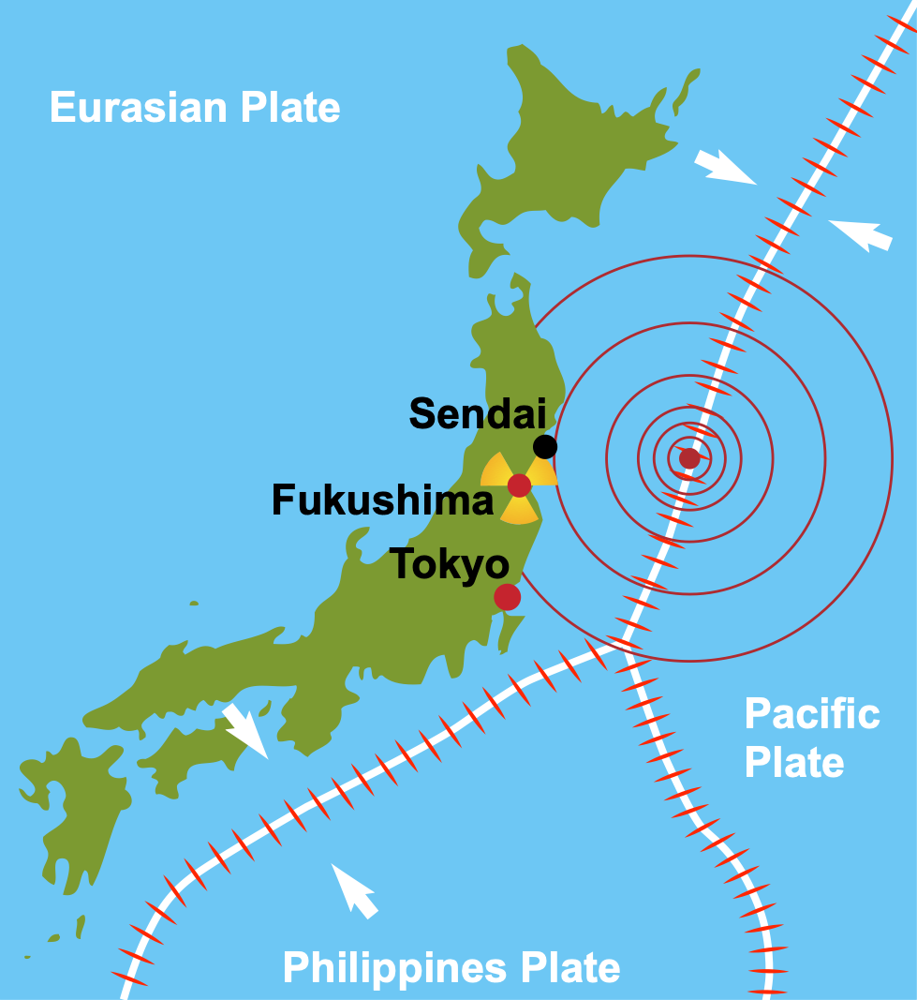 Eurasian Plate
Sendai
Fukushima
Tokyo
Pacific
Plate
Philippines Plate